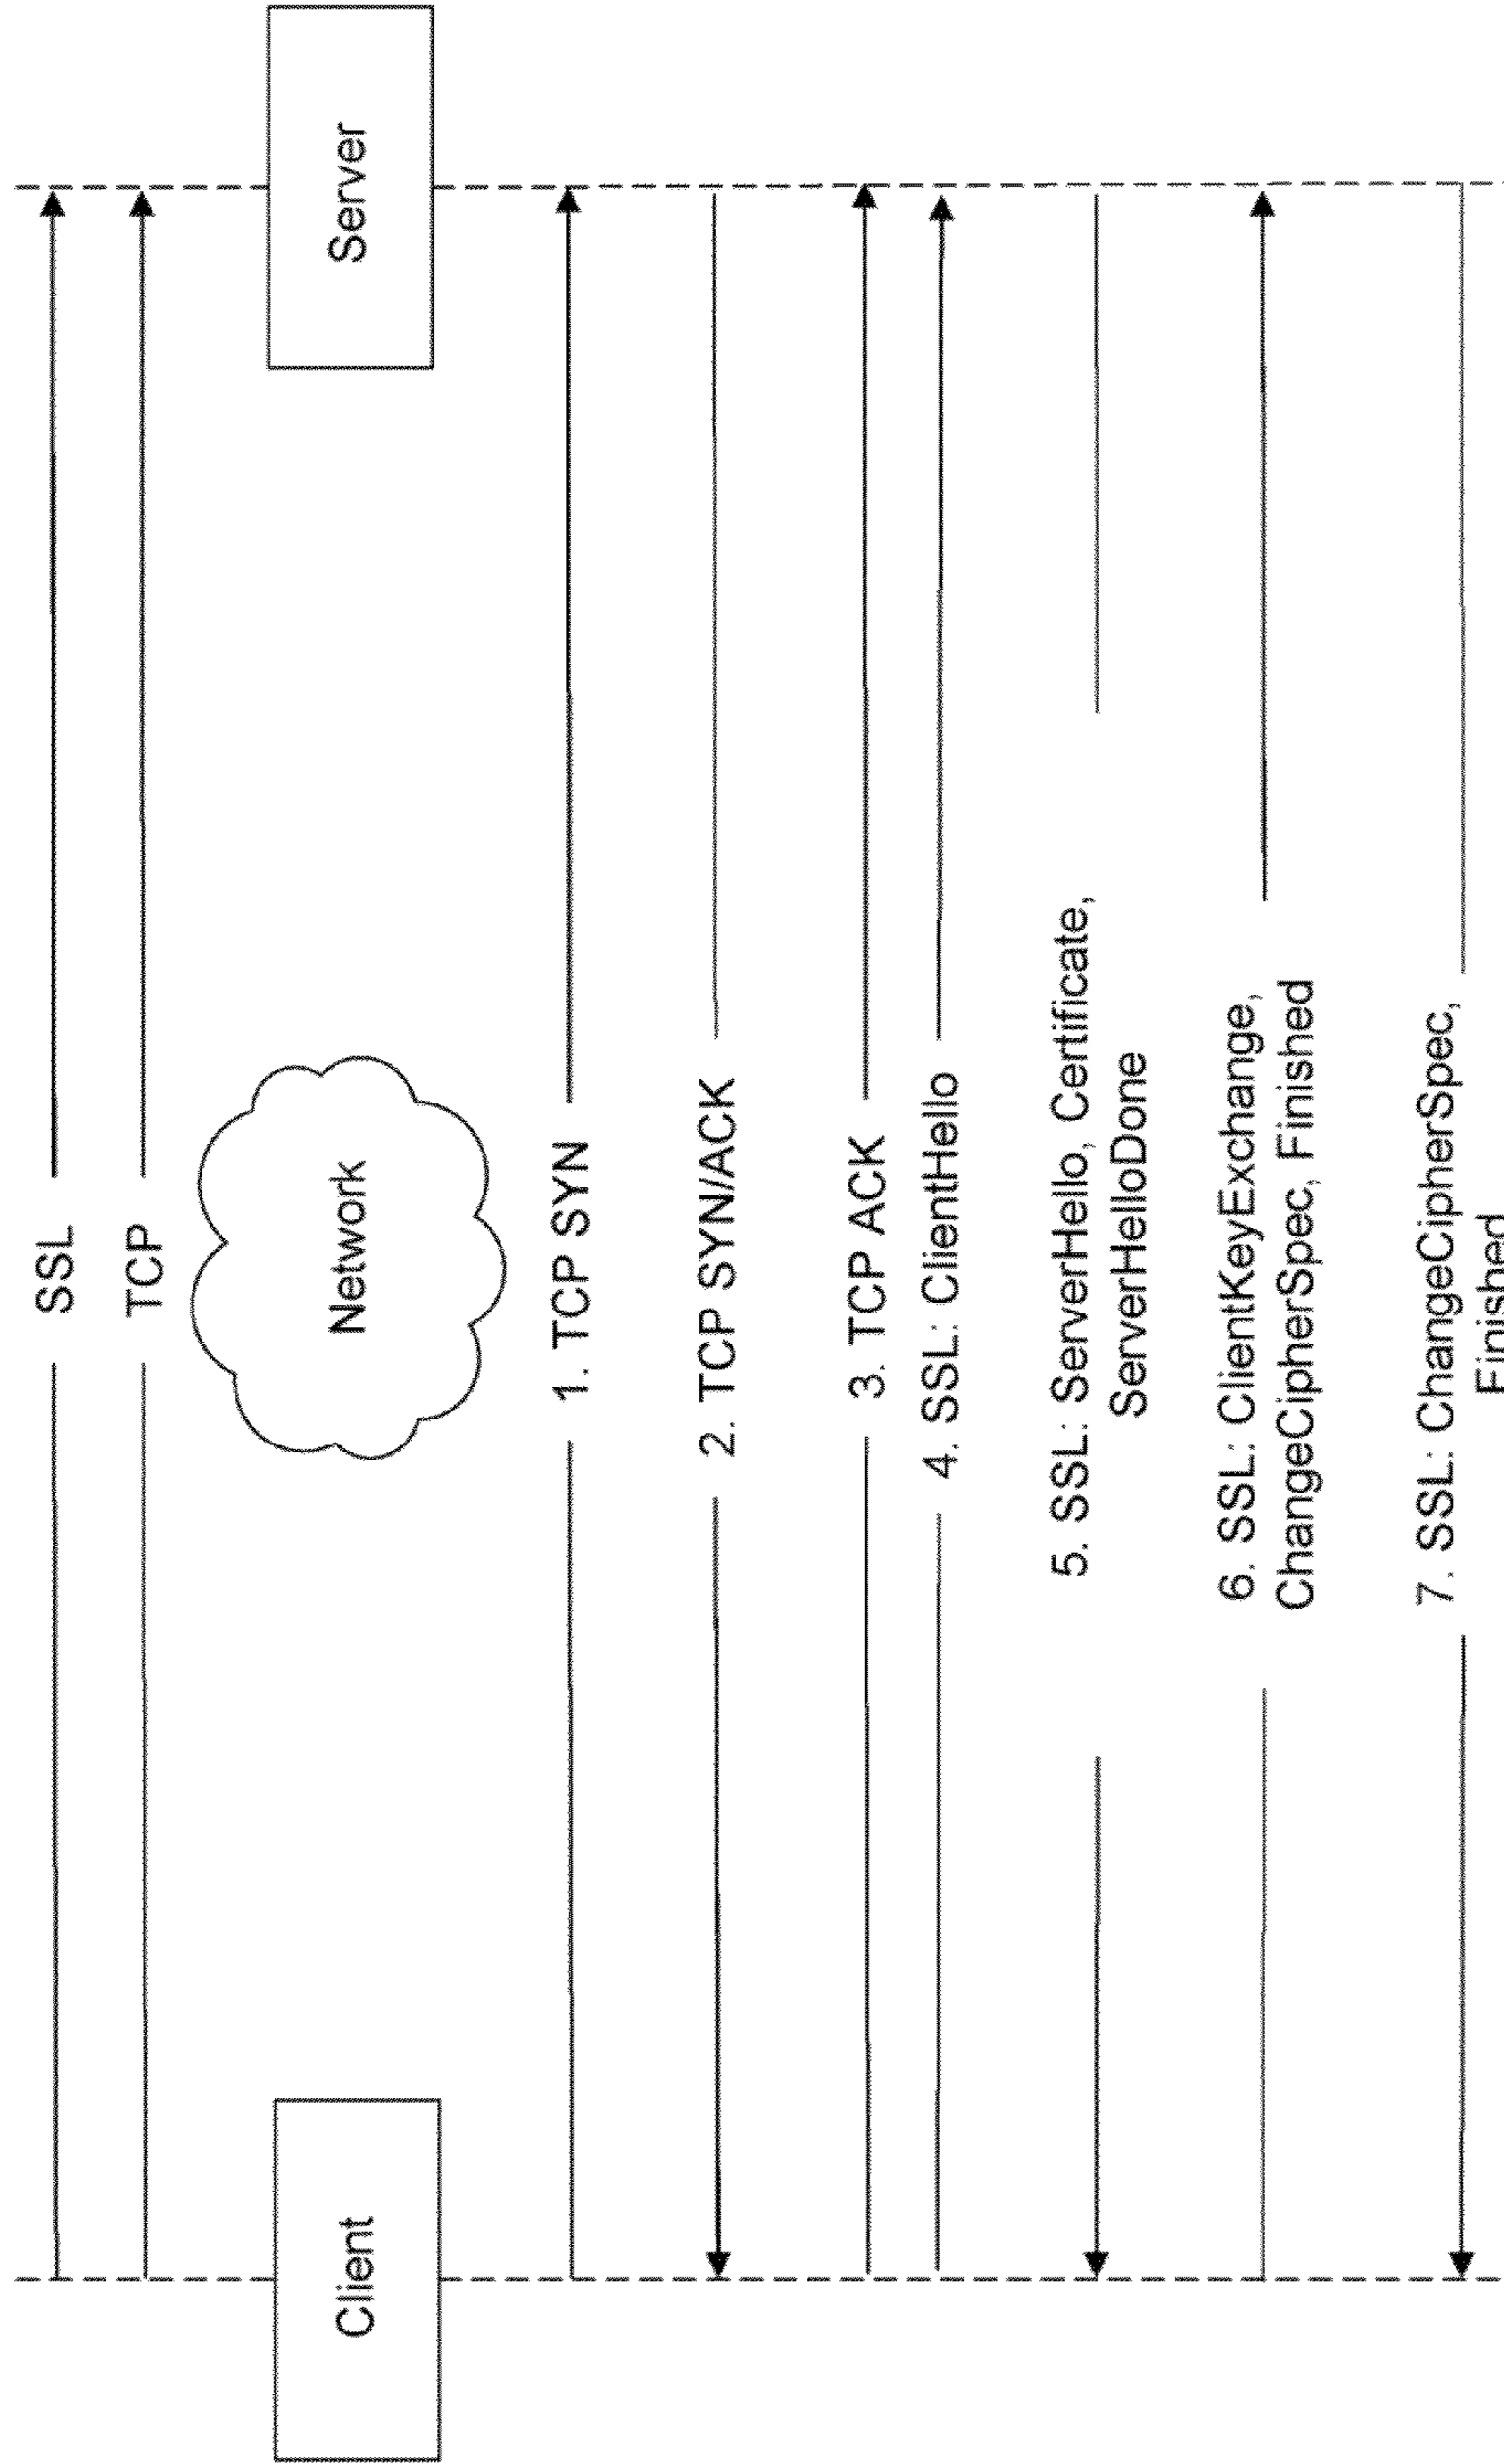 SSL
TCP
Client
Network
Server
1. TCP SYN
2. TCP SYN/ACK
3. TCP ACK
4. SSL: ClientHello
5. SSL: ServerHello, Certificate,
ServerHelloDone
6. SSL: ClientKeyExchange,
ChangeCipherSpec, Finished
7. SSL: ChangeCipherSpec,
Finished